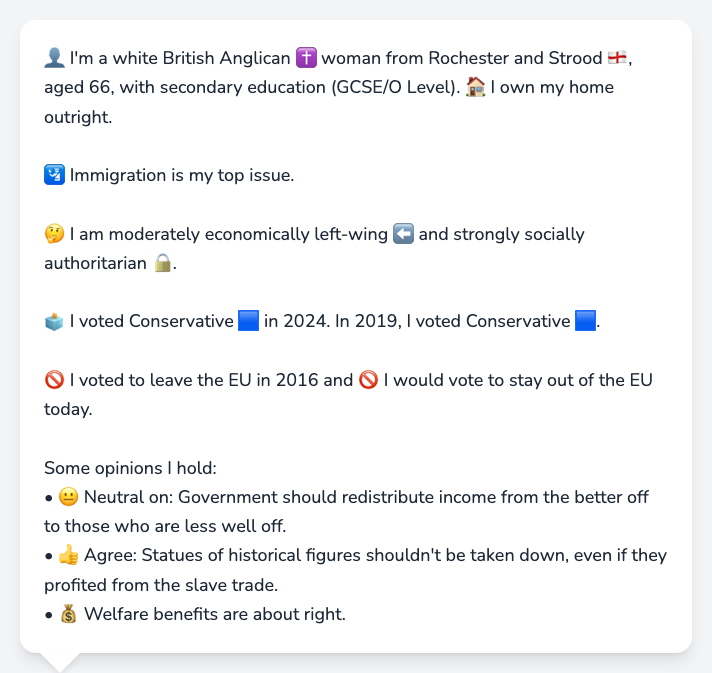 👤 I'm a white British Anglican ✝️ woman from Rochester and Strood 🏴󠁧󠁢󠁥󠁮󠁧󠁿,
aged 66, with secondary education (GCSE/O Level). 🏠 I own my home
outright.
🛂 Immigration is my top issue.
🤔 I am moderately economically left-wing ⬅️ and strongly socially
authoritarian 🔒.
🗳️ I voted Conservative 🟦 in 2024. In 2019, I voted Conservative 🟦.
🚫 I voted to leave the EU in 2016 and 🚫 I would vote to stay out of the EU
today.
Some opinions I hold:
• 😐 Neutral on: Government should redistribute income from the better off
to those who are less well off.
• 👍 Agree: Statues of historical figures shouldn't be taken down, even if they
profited from the slave trade.
• 💰 Welfare benefits are about right.